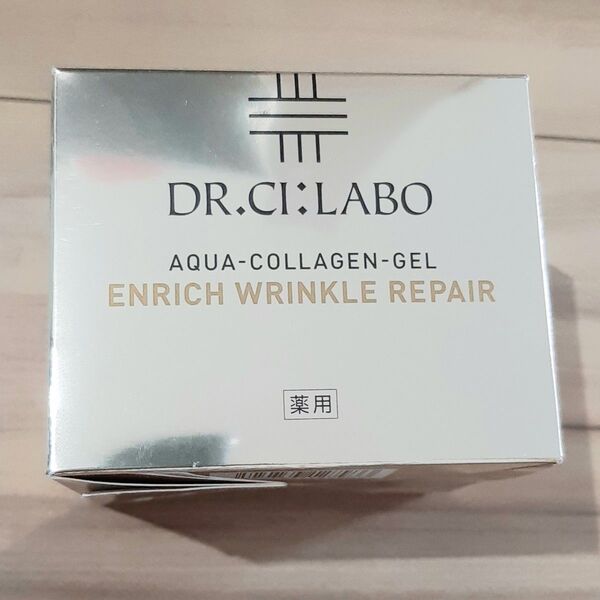 DR.CI:LABO
AQUA-COLLAGEN-GEL
ENRICH WRINKLE REPAIR
薬用